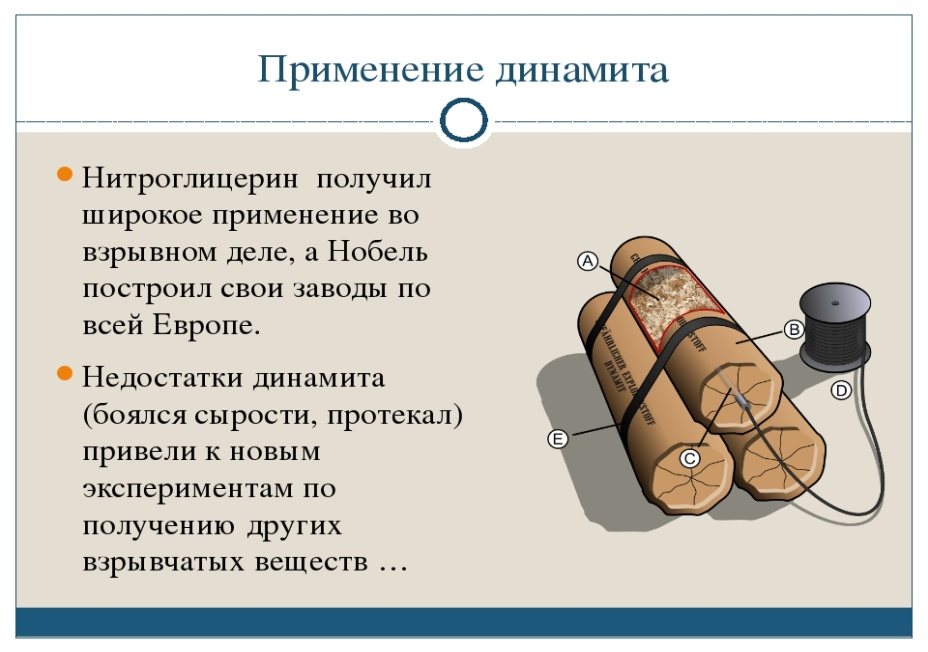 Применение динамита
Нитроглицерин получил
широкое применение во
взрывном деле, а Нобель
построил свои заводы по
всей Европе.
Недостатки динамита
(боялся сырости, протекал)
привели к новым
экспериментам по
получению других
взрывчатых веществ …
A
B
D
E
C
DYNAMIT